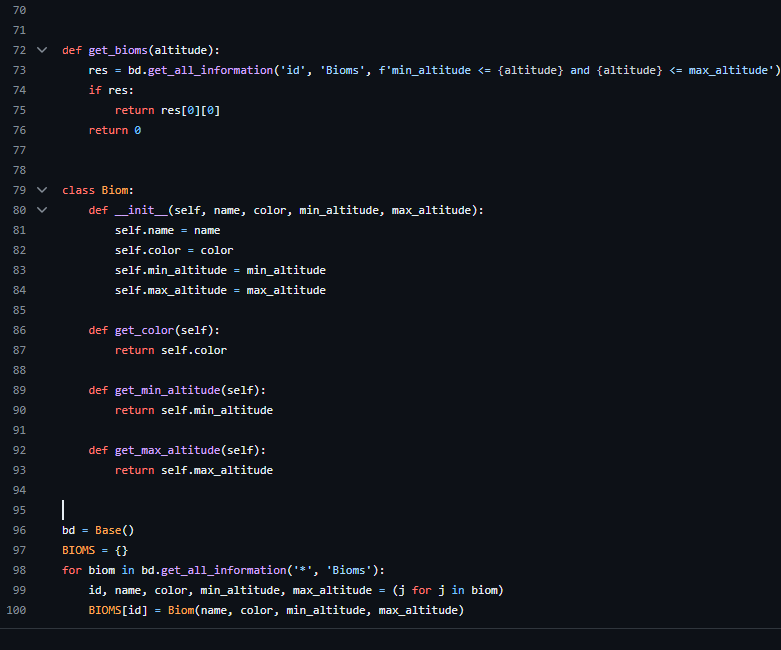 70
71
72 def get_bioms(altitude):
73 res = bd.get_all_information('id', 'Bioms', f'min_altitude <= {altitude} and {altitude} <= max_altitude')
74 if res:
75 return res[0][0]
76 return 0
77
78
79 class Biom:
80 def __init__(self, name, color, min_altitude, max_altitude):
81 self.name = name
82 self.color = color
83 self.min_altitude = min_altitude
84 self.max_altitude = max_altitude
85
86 def get_color(self):
87 return self.color
88
89 def get_min_altitude(self):
90 return self.min_altitude
91
92 def get_max_altitude(self):
93 return self.max_altitude
94
95
96 bd = Base()
97 BIOMS = {}
98 for biom in bd.get_all_information('*', 'Bioms'):
99 id, name, color, min_altitude, max_altitude = (j for j in biom)
100 BIOMS[id] = Biom(name, color, min_altitude, max_altitude)